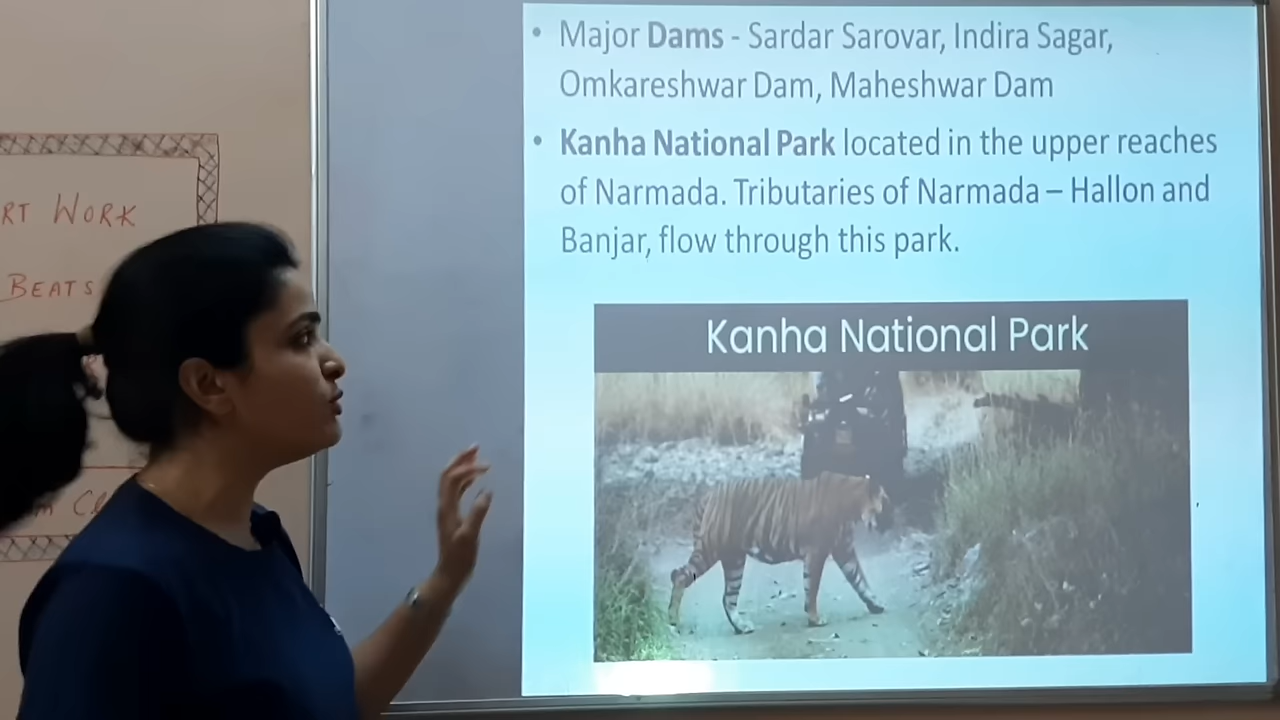 • Major Dams - Sardar Sarovar, Indira Sagar,
Omkareshwar Dam, Maheshwar Dam
• Kanha National Park located in the upper reaches
of Narmada. Tributaries of Narmada – Hallon and
Banjar, flow through this park.
Kanha National Park
RT WORK
BEATS